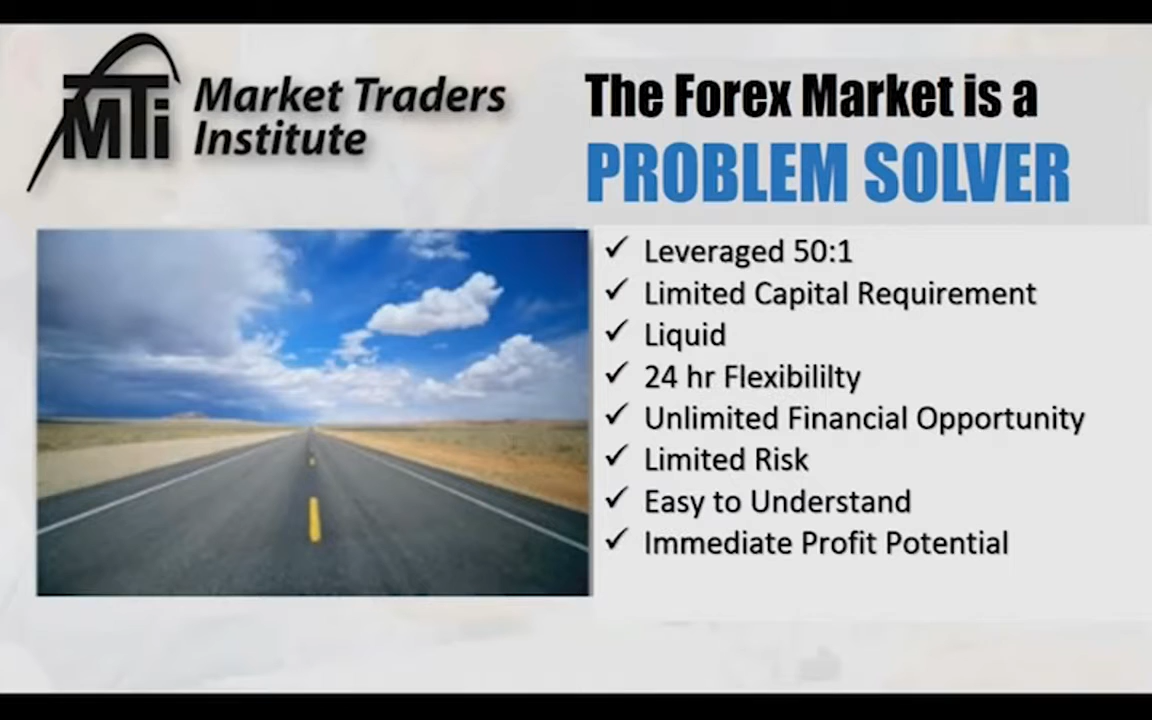 MTi Market Traders
Institute
The Forex Market is a
PROBLEM SOLVER
✓ Leveraged 50:1
✓ Limited Capital Requirement
✓ Liquid
✓ 24 hr Flexibililty
✓ Unlimited Financial Opportunity
✓ Limited Risk
✓ Easy to Understand
✓ Immediate Profit Potential